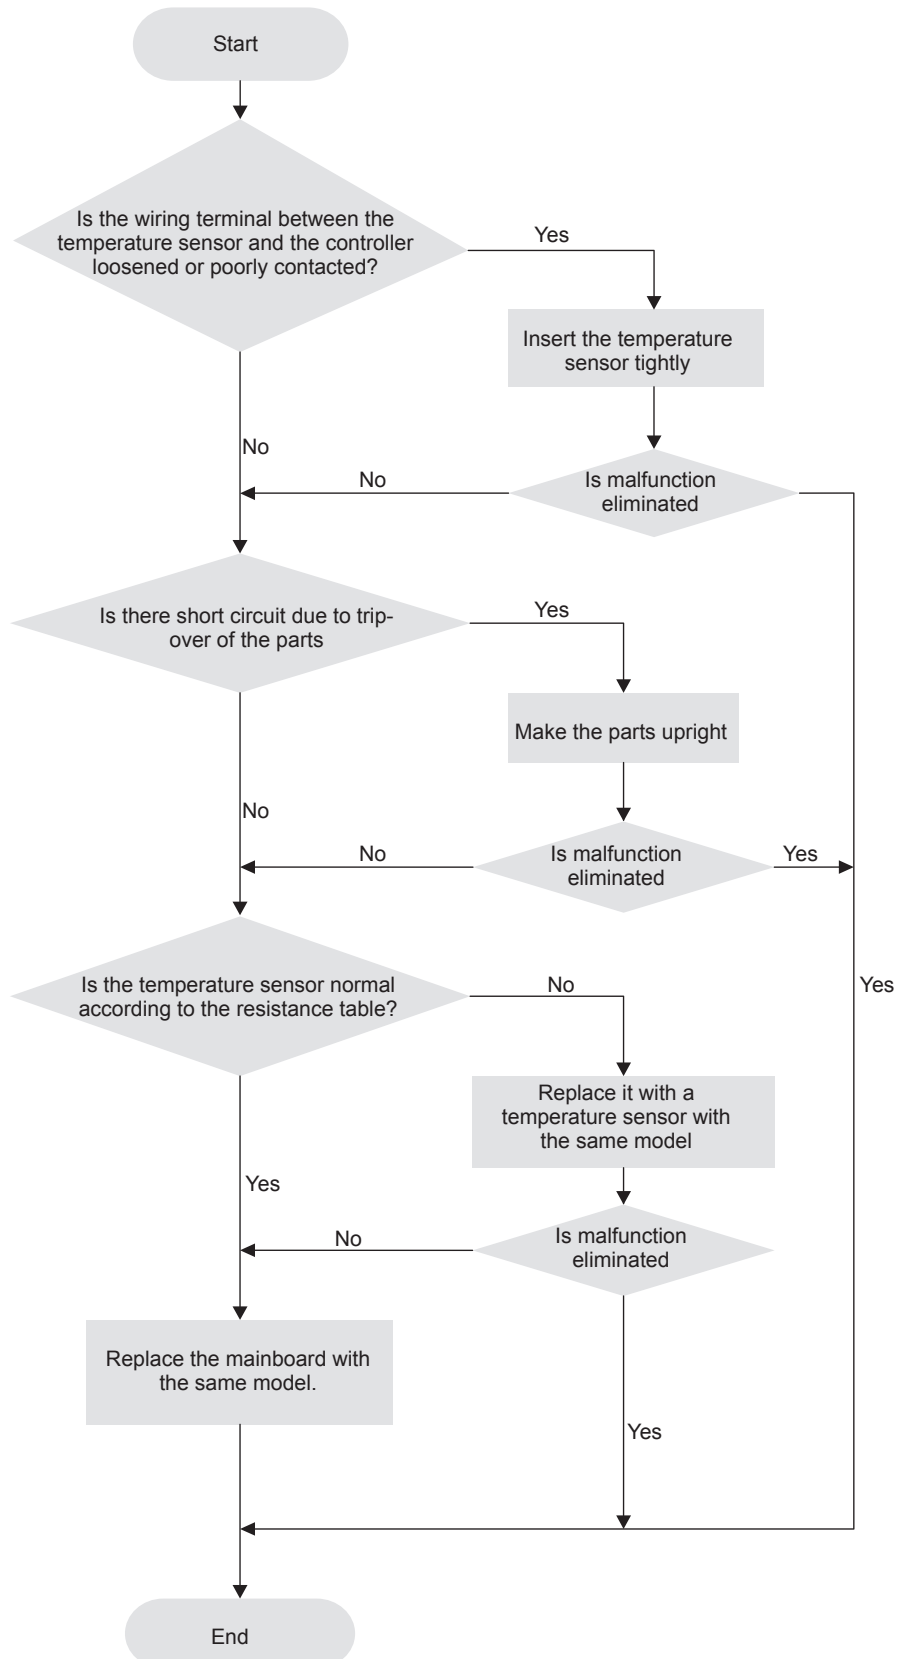 Start
Is the wiring terminal between the
temperature sensor and the controller
loosened or poorly contacted?
Yes
Insert the temperature
sensor tightly
No
No
Is malfunction
eliminated
Is there short circuit due to trip-
over of the parts
Yes
Make the parts upright
No
No
Is malfunction
eliminated
Yes
Yes
Is the temperature sensor normal
according to the resistance table?
No
Replace it with a
temperature sensor with
the same model
Yes
No
Is malfunction
eliminated
Replace the mainboard with
the same model.
Yes
End